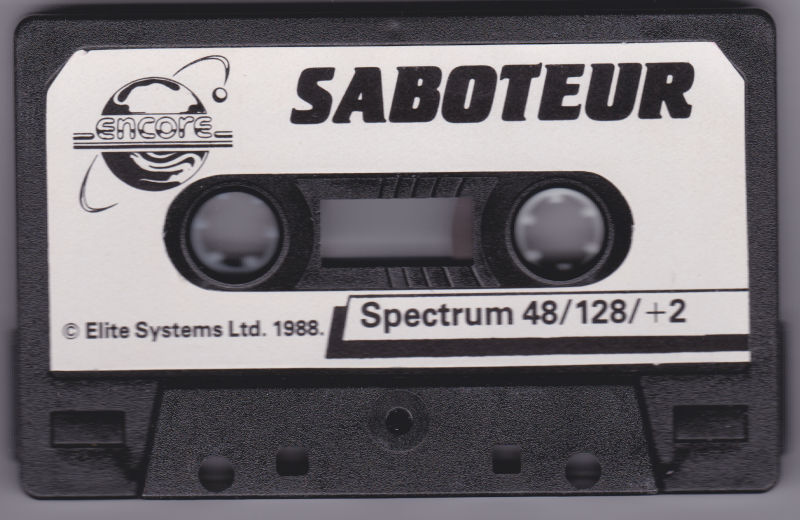 encore
SABOTEUR
© Elite Systems Ltd. 1988.
Spectrum 48/128/+2